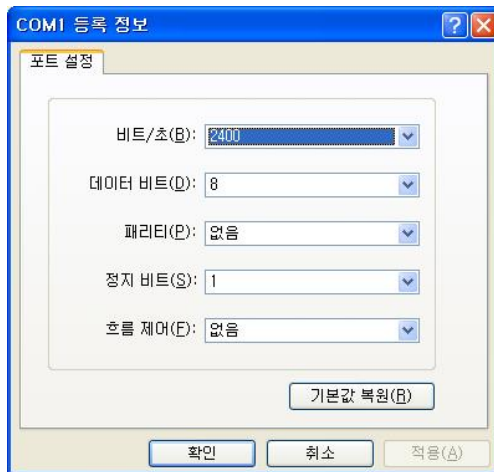 COM1 등록 정보
포트 설정
비트/초(B): 2400
데이터 비트(D): 8
패리티(P): 없음
정지 비트(S): 1
흐름 제어(F): 없음
기본값 복원(R)
확인 취소 적용(A)